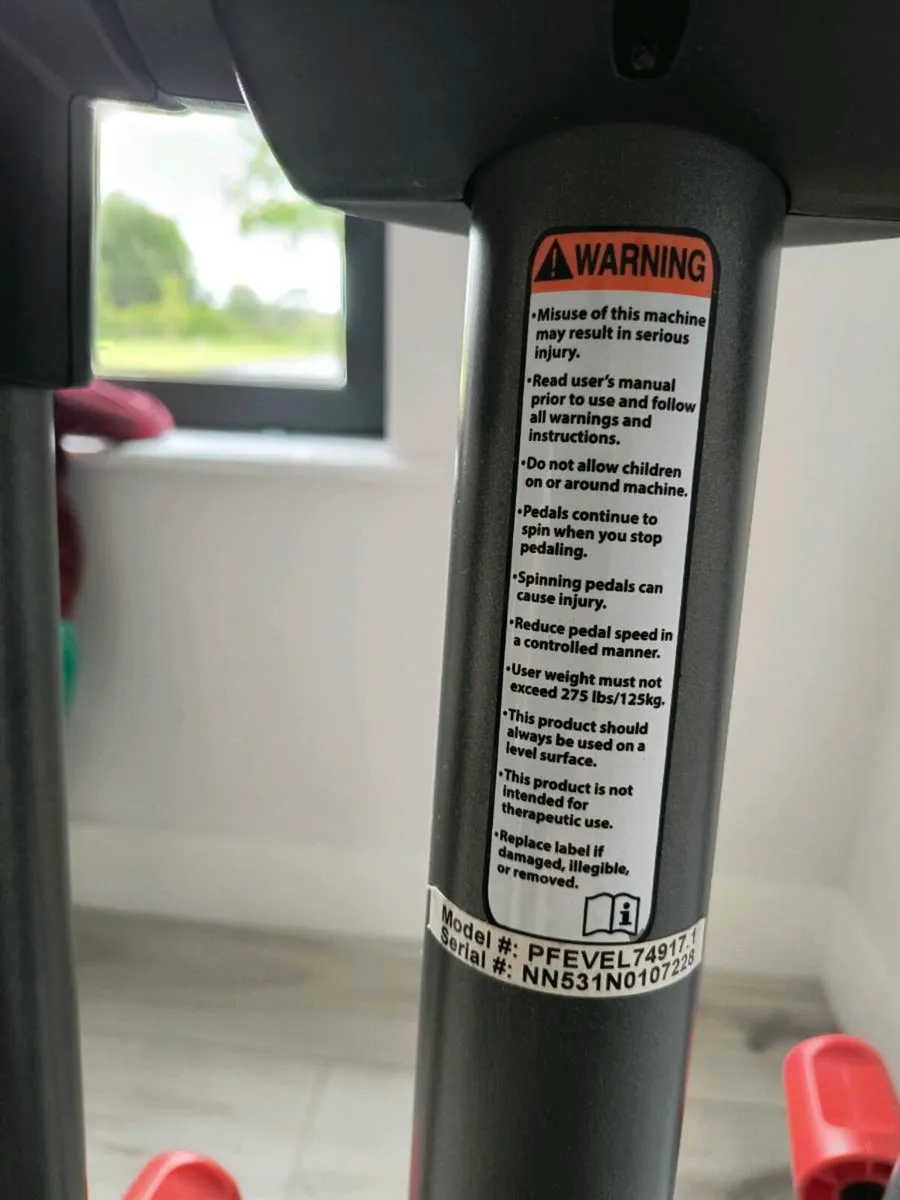 WARNING
•Misuse of this machine
may result in serious
injury.
•Read user's manual
prior to use and follow
all warnings and
instructions.
•Do not allow children
on or around machine.
•Pedals continue to
spin when you stop
pedaling.
•Spinning pedals can
cause injury.
•Reduce pedal speed in
a controlled manner.
•User weight must not
exceed 275 lbs/125kg.
•This product should
always be used on a
level surface.
•This product is not
intended for
therapeutic use.
•Replace label if
damaged, illegible,
or removed.
Model #: PFEVEL74917.1
Serial #: NN531N0107228